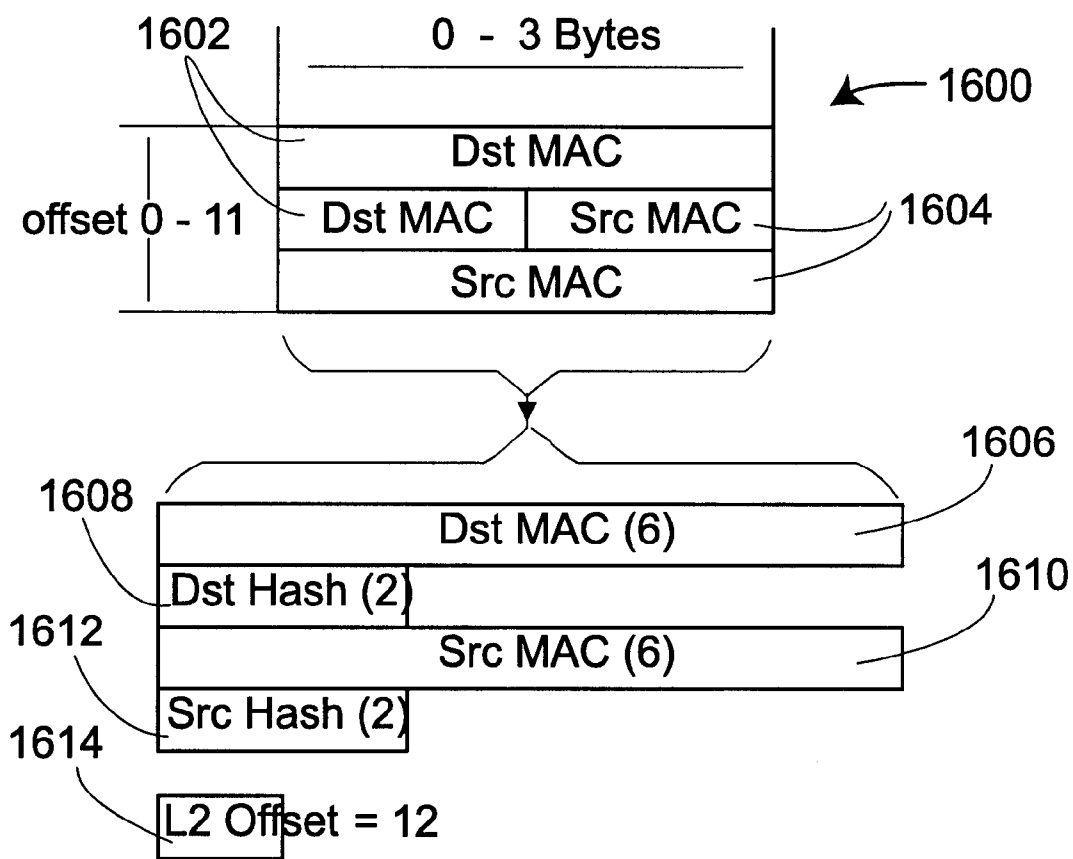 1602
0 - 3 Bytes
1600
Dst MAC
offset 0 - 11
Dst MAC
Src MAC
1604
Src MAC
1606
1608
Dst MAC (6)
Dst Hash (2)
1610
1612
Src MAC (6)
Src Hash (2)
1614
L2 Offset = 12